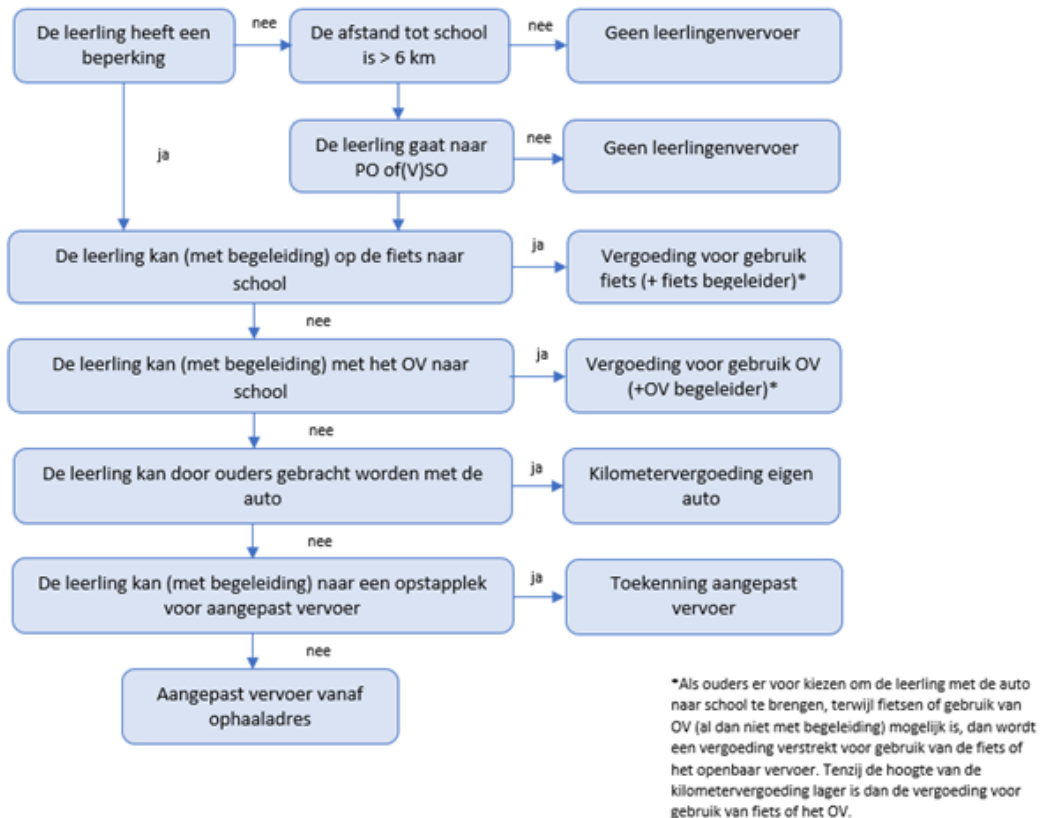 De leerling heeft een
beperking
nee
De afstand tot school
is > 6 km
nee
Geen leerlingenvervoer
ja
De leerling gaat naar
PO of(V)SO
nee
Geen leerlingenvervoer
De leerling kan (met begeleiding) op de fiets naar
school
ja
Vergoeding voor gebruik
fiets (+ fiets begeleider)*
nee
De leerling kan (met begeleiding) met het OV naar
school
ja
Vergoeding voor gebruik OV
(+OV begeleider)*
nee
De leerling kan door ouders gebracht worden met de
auto
ja
Kilometervergoeding eigen
auto
nee
De leerling kan (met begeleiding) naar een opstapplek
voor aangepast vervoer
ja
Toekenning aangepast
vervoer
nee
Aangepast vervoer vanaf
ophaaladres
*Als ouders er voor kiezen om de leerling met de auto
naar school te brengen, terwijl fietsen of gebruik van
OV (al dan niet met begeleiding) mogelijk is, dan wordt
een vergoeding verstrekt voor gebruik van de fiets of
het openbaar vervoer. Tenzij de hoogte van de
kilometervergoeding lager is dan de vergoeding voor
gebruik van fiets of het OV.